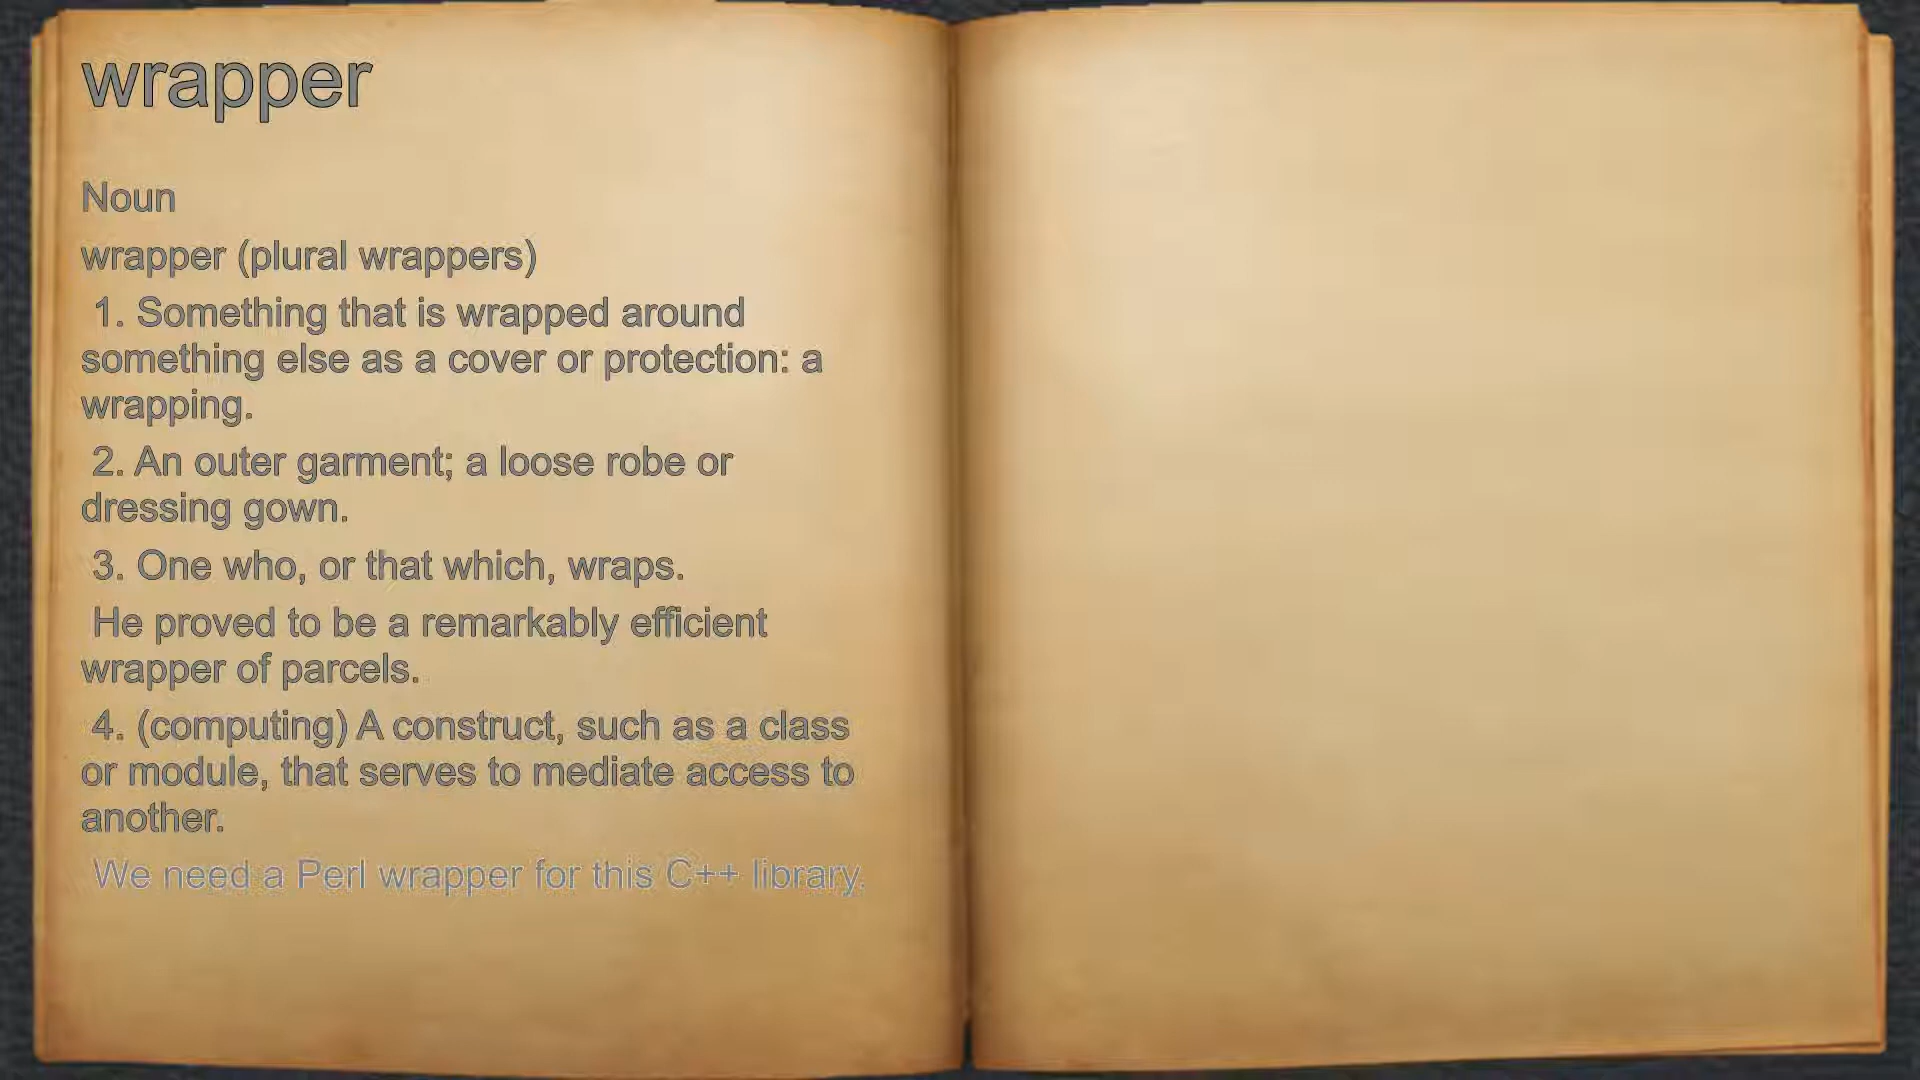 wrapper
Noun
wrapper (plural wrappers)
1. Something that is wrapped around
something else as a cover or protection: a
wrapping.
2. An outer garment; a loose robe or
dressing gown.
3. One who, or that which, wraps.
He proved to be a remarkably efficient
wrapper of parcels.
4. (computing) A construct, such as a class
or module, that serves to mediate access to
another.
We need a Perl wrapper for this C++ library.